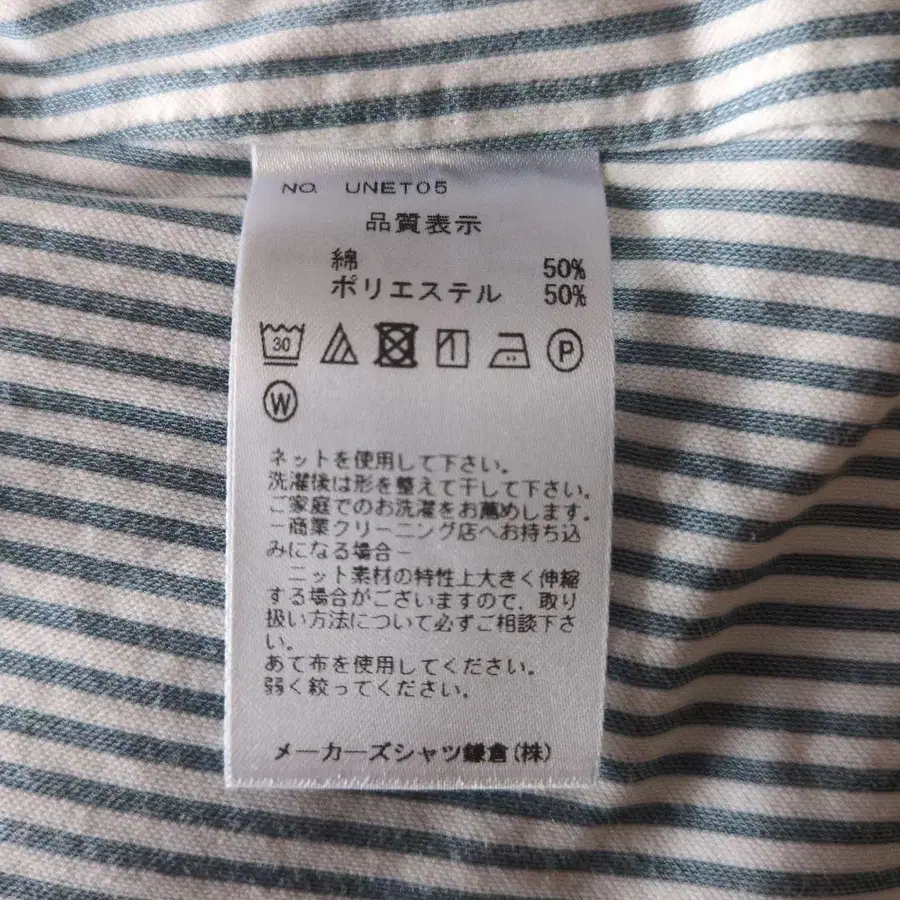 NO. UNET05
品質表示
綿 50%
ポリエステル 50%
30 P
W
ネットを使用して下さい。
洗濯後は形を整えて干して下さい。
ご家庭でのお洗濯をお薦めします。
−商業クリーニング店へお持ち込
みになる場合−
ニット素材の特性上大きく伸縮
する場合がございますので、取り
扱い方法について必ずご相談下さ
い。
あて布を使用してください。
弱く絞ってください。
メーカーズシャツ鎌倉(株)